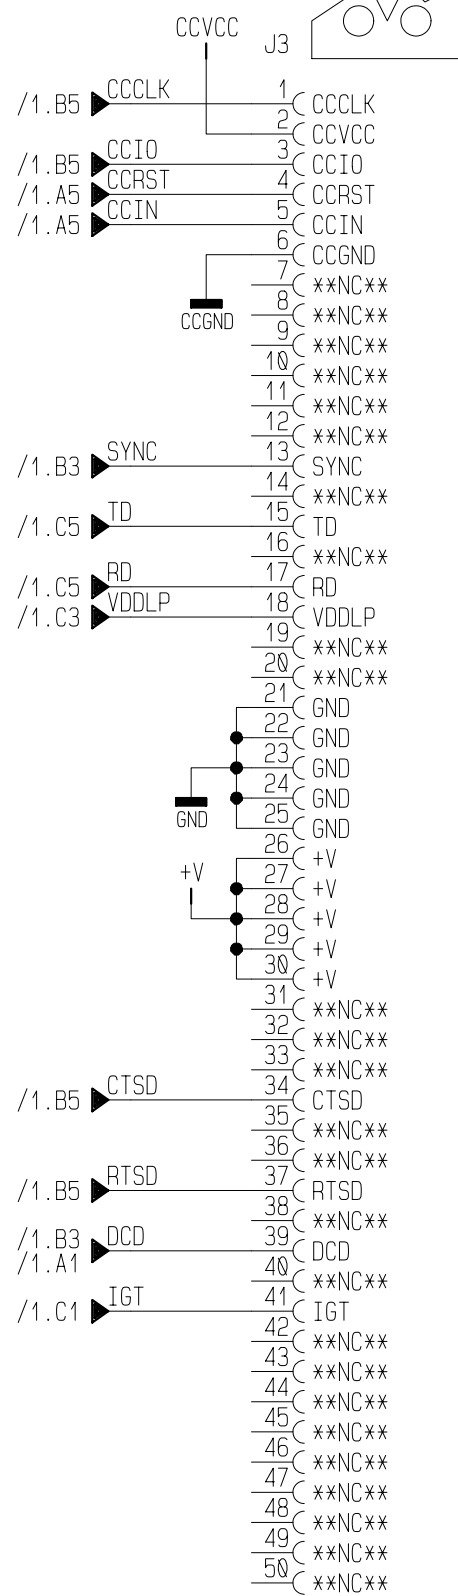 CCVCC
J3
/1.B5 CCCLK 1 CCCLK
2 CCVCC
/1.B5 CCIO 3 CCIO
/1.A5 CCRST 4 CCRST
/1.A5 CCIN 5 CCIN
6 CCGND
7 **NC**
CCGND 8 **NC**
9 **NC**
10 **NC**
11 **NC**
12 **NC**
/1.B3 SYNC 13 SYNC
14 **NC**
/1.C5 TD 15 TD
16 **NC**
/1.C5 RD 17 RD
/1.C3 VDDLP 18 VDDLP
19 **NC**
20 **NC**
21 GND
22 GND
23 GND
24 GND
GND 25 GND
26 +V
+V 27 +V
28 +V
29 +V
30 +V
31 **NC**
32 **NC**
33 **NC**
/1.B5 CTSD 34 CTSD
35 **NC**
36 **NC**
/1.B5 RTSD 37 RTSD
38 **NC**
/1.B3 DCD 39 DCD
/1.A1
40 **NC**
/1.C1 IGT 41 IGT
42 **NC**
43 **NC**
44 **NC**
45 **NC**
46 **NC**
47 **NC**
48 **NC**
49 **NC**
50 **NC**